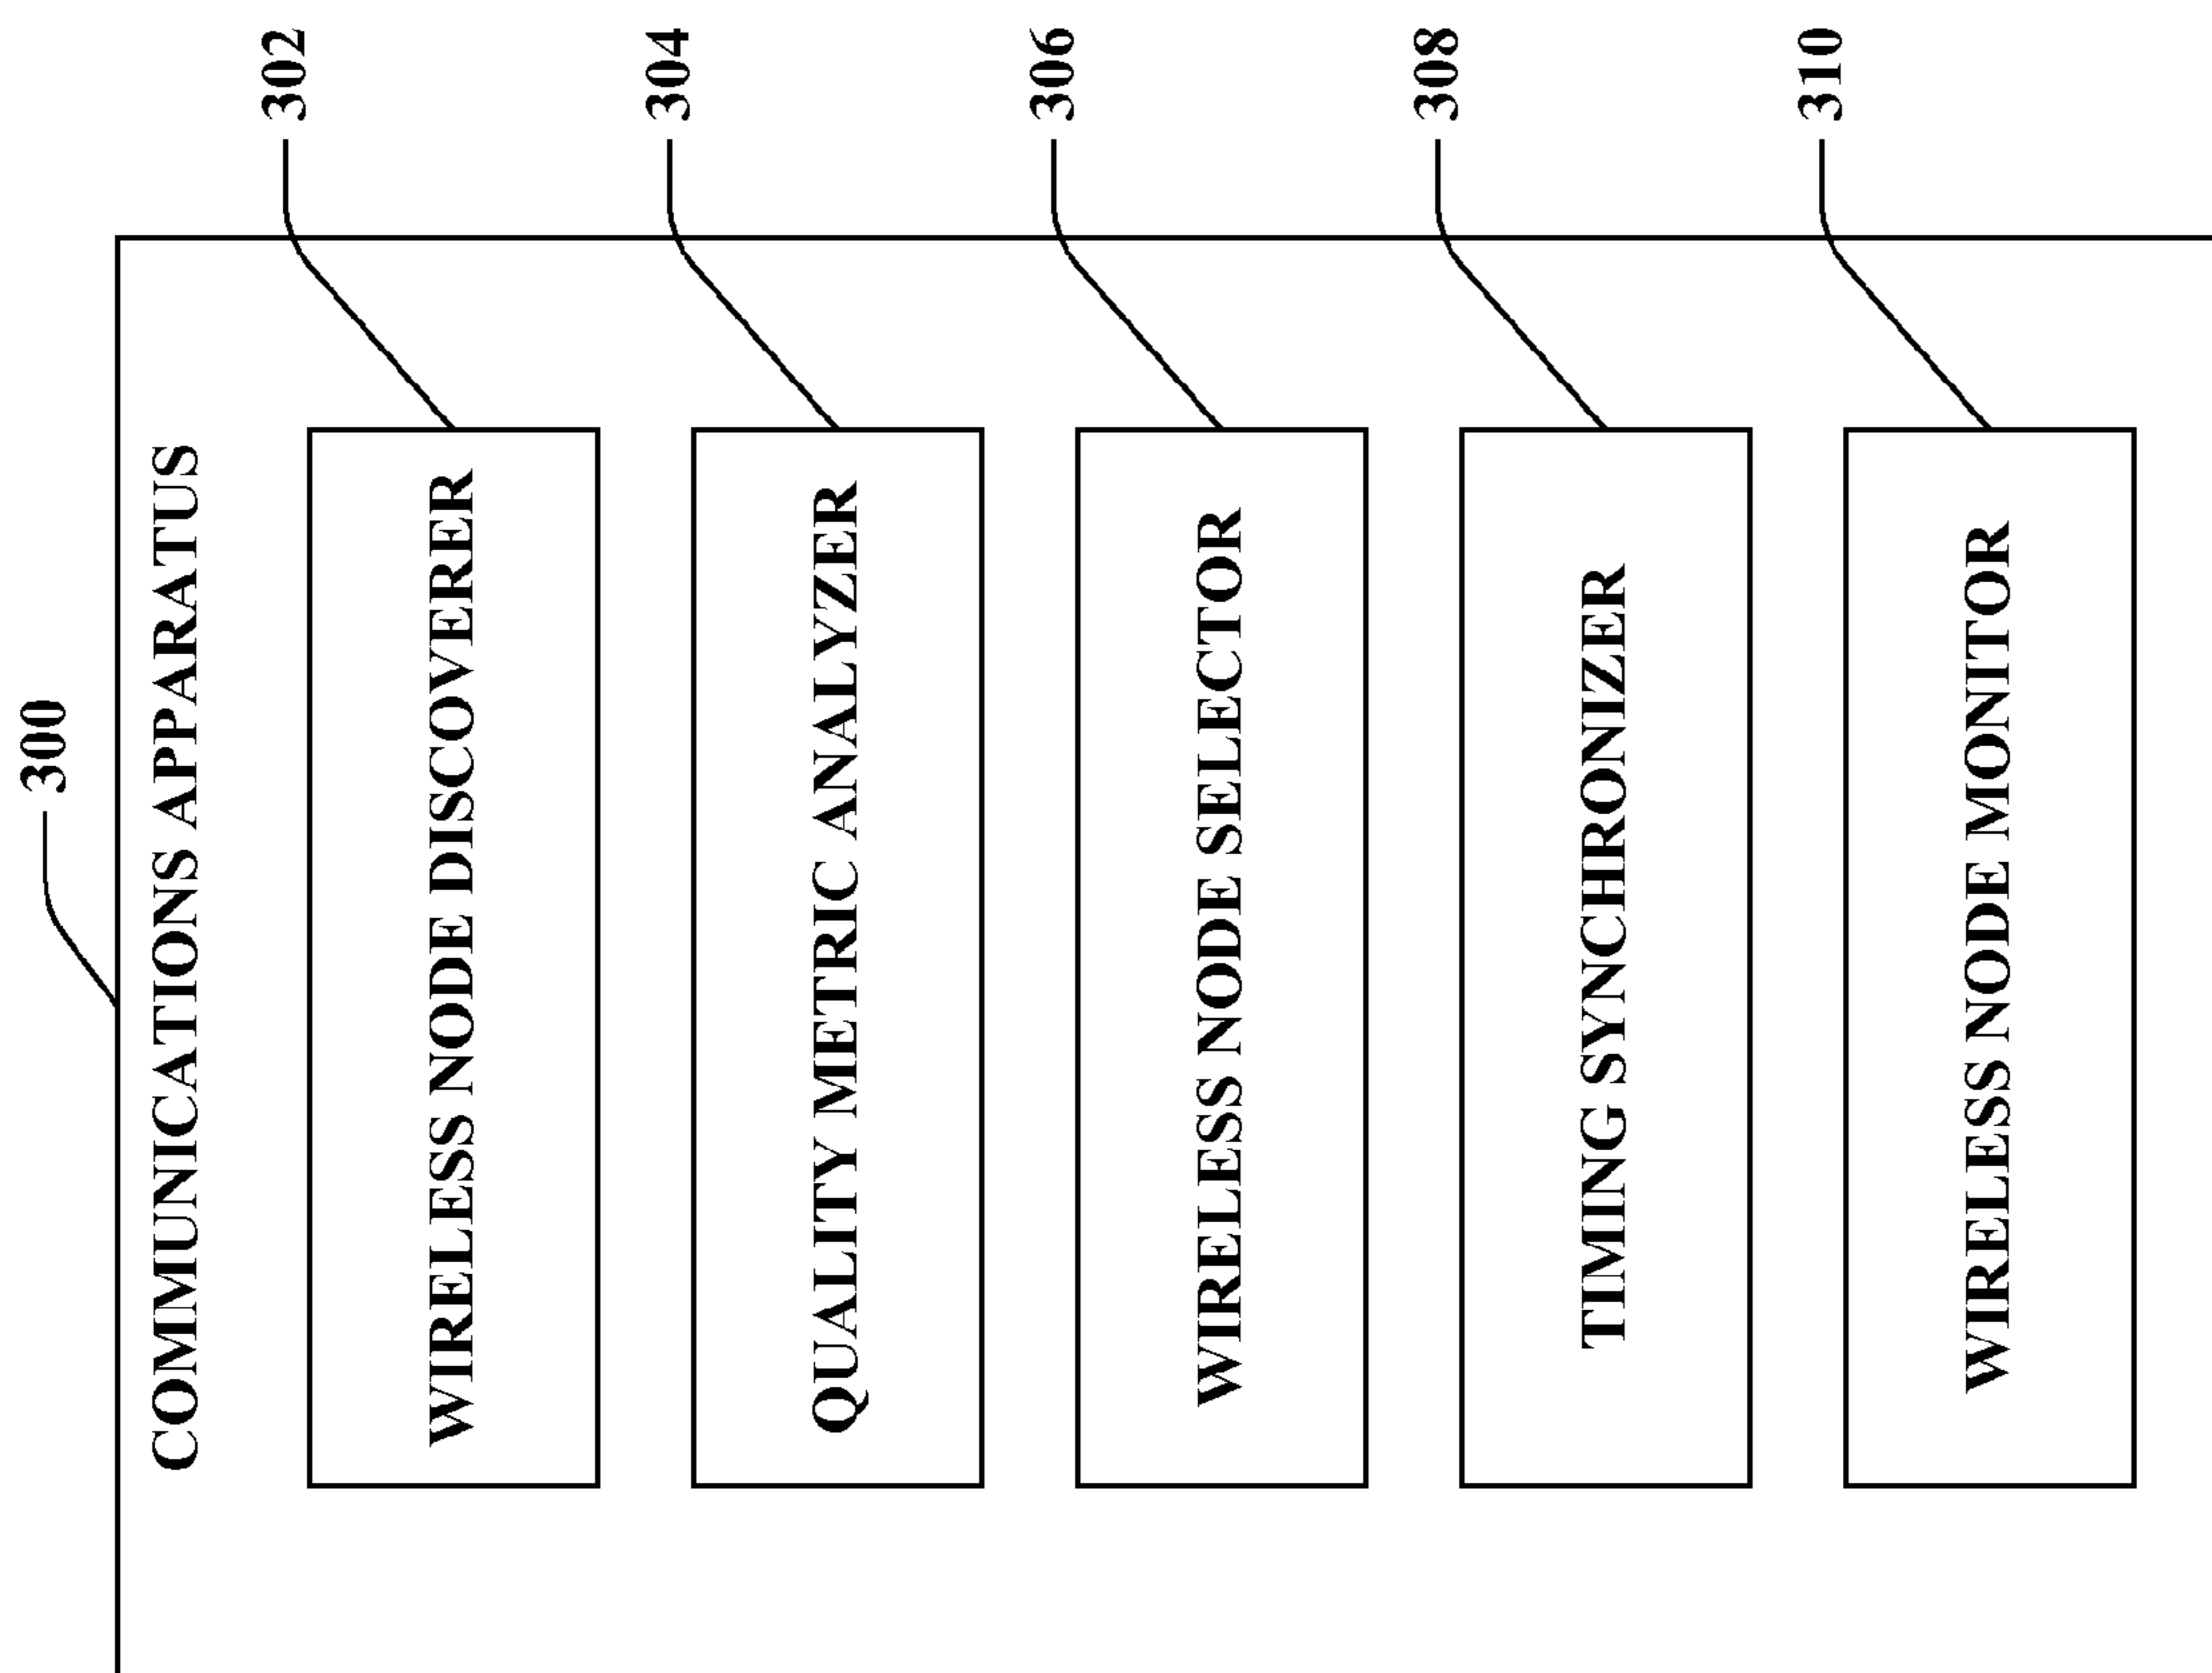 300
COMMUNICATIONS APPARATUS
302
WIRELESS NODE DISCOVERER
304
QUALITY METRIC ANALYZER
306
WIRELESS NODE SELECTOR
308
TIMING SYNCHRONIZER
310
WIRELESS NODE MONITOR